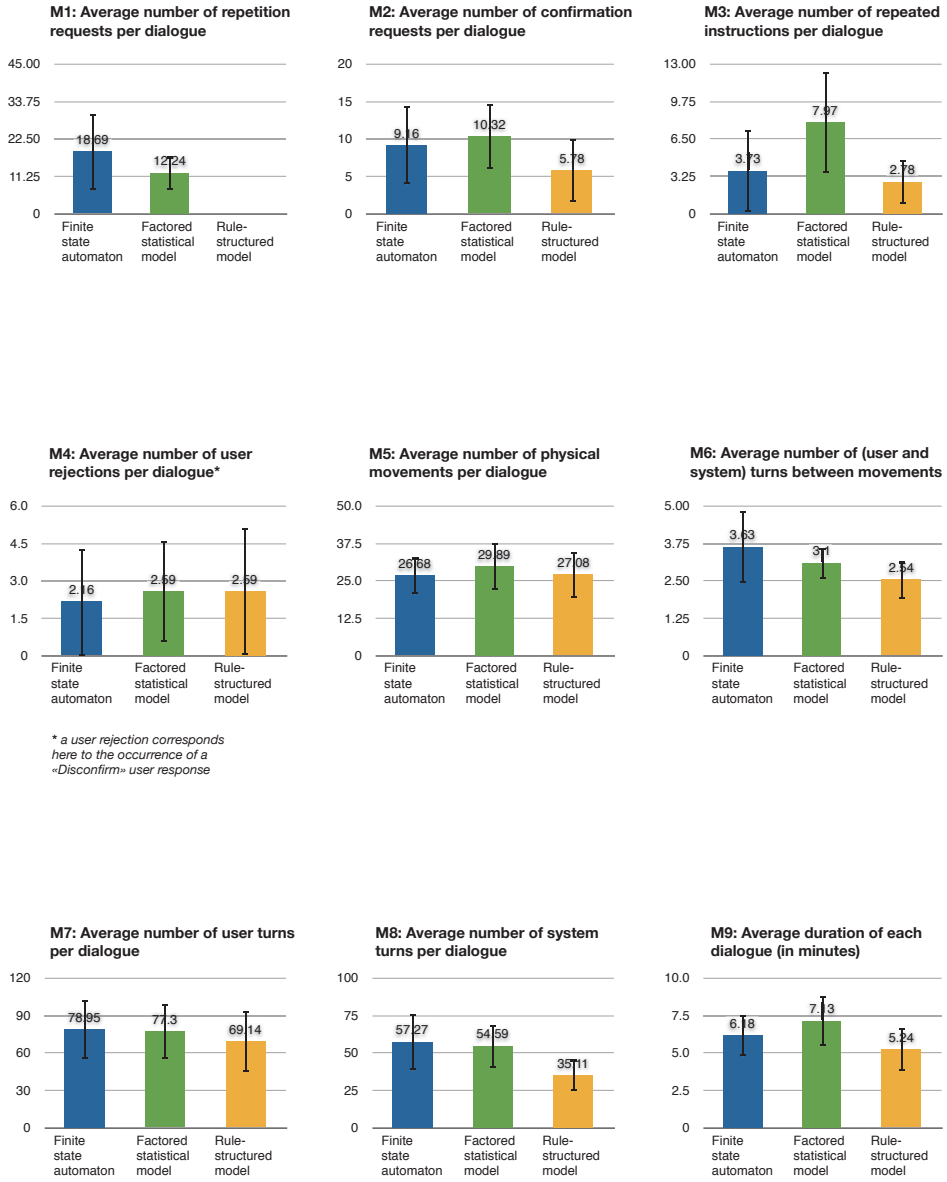 M1: Average number of repetition
requests per dialogue
45.00
33.75
22.50
11.25
0
18.69
12.24
Finite
state
automaton
Factored
statistical
model
Rule-
structured
model
M2: Average number of confirmation
requests per dialogue
20
15
10
5
0
9.16
10.32
5.78
Finite
state
automaton
Factored
statistical
model
Rule-
structured
model
M3: Average number of repeated
instructions per dialogue
13.00
9.75
6.50
3.25
0
3.73
7.97
2.78
Finite
state
automaton
Factored
statistical
model
Rule-
structured
model
M4: Average number of user
rejections per dialogue*
6.0
4.5
3.0
1.5
0
2.16
2.59
2.59
Finite
state
automaton
Factored
statistical
model
Rule-
structured
model
* a user rejection corresponds
here to the occurrence of a
«Disconfirm» user response
M5: Average number of physical
movements per dialogue
50.0
37.5
25.0
12.5
0
26.68
29.89
27.08
Finite
state
automaton
Factored
statistical
model
Rule-
structured
model
M6: Average number of (user and
system) turns between movements
5.00
3.75
2.50
1.25
0
3.63
3.1
2.54
Finite
state
automaton
Factored
statistical
model
Rule-
structured
model
M7: Average number of user turns
per dialogue
120
90
60
30
0
78.95
77.3
69.14
Finite
state
automaton
Factored
statistical
model
Rule-
structured
model
M8: Average number of system
turns per dialogue
100
75
50
25
0
57.27
54.59
35.11
Finite
state
automaton
Factored
statistical
model
Rule-
structured
model
M9: Average duration of each
dialogue (in minutes)
10.0
7.5
5.0
2.5
0
6.18
7.13
5.24
Finite
state
automaton
Factored
statistical
model
Rule-
structured
model